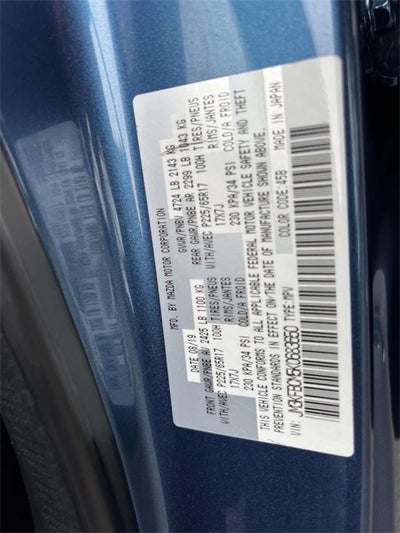 MFD. BY MAZDA MOTOR CORPORATION
DATE 08/19 GVWR/PNBV 4724 LB 2143 KG
FRONT GAWR/PNBE AV 2425 LB 1100 KG REAR GAWR/PNBE AR 2299 LB 1043 KG
WITH/AVEC P225/65R17 100H TIRES/PNEUS WITH/AVEC P225/65R17 100H TIRES/PNEUS
17X7J RIMS/JANTES 17X7J RIMS/JANTES
230 KPA/34 PSI COLD/A FROID 230 KPA/34 PSI COLD/A FROID
THIS VEHICLE CONFORMS TO ALL APPLICABLE FEDERAL MOTOR VEHICLE SAFETY AND THEFT
PREVENTION STANDARDS IN EFFECT ON THE DATE OF MANUFACTURE SHOWN ABOVE.
TYPE:MPV COLOR CODE:45B MADE IN JAPAN
VIN: